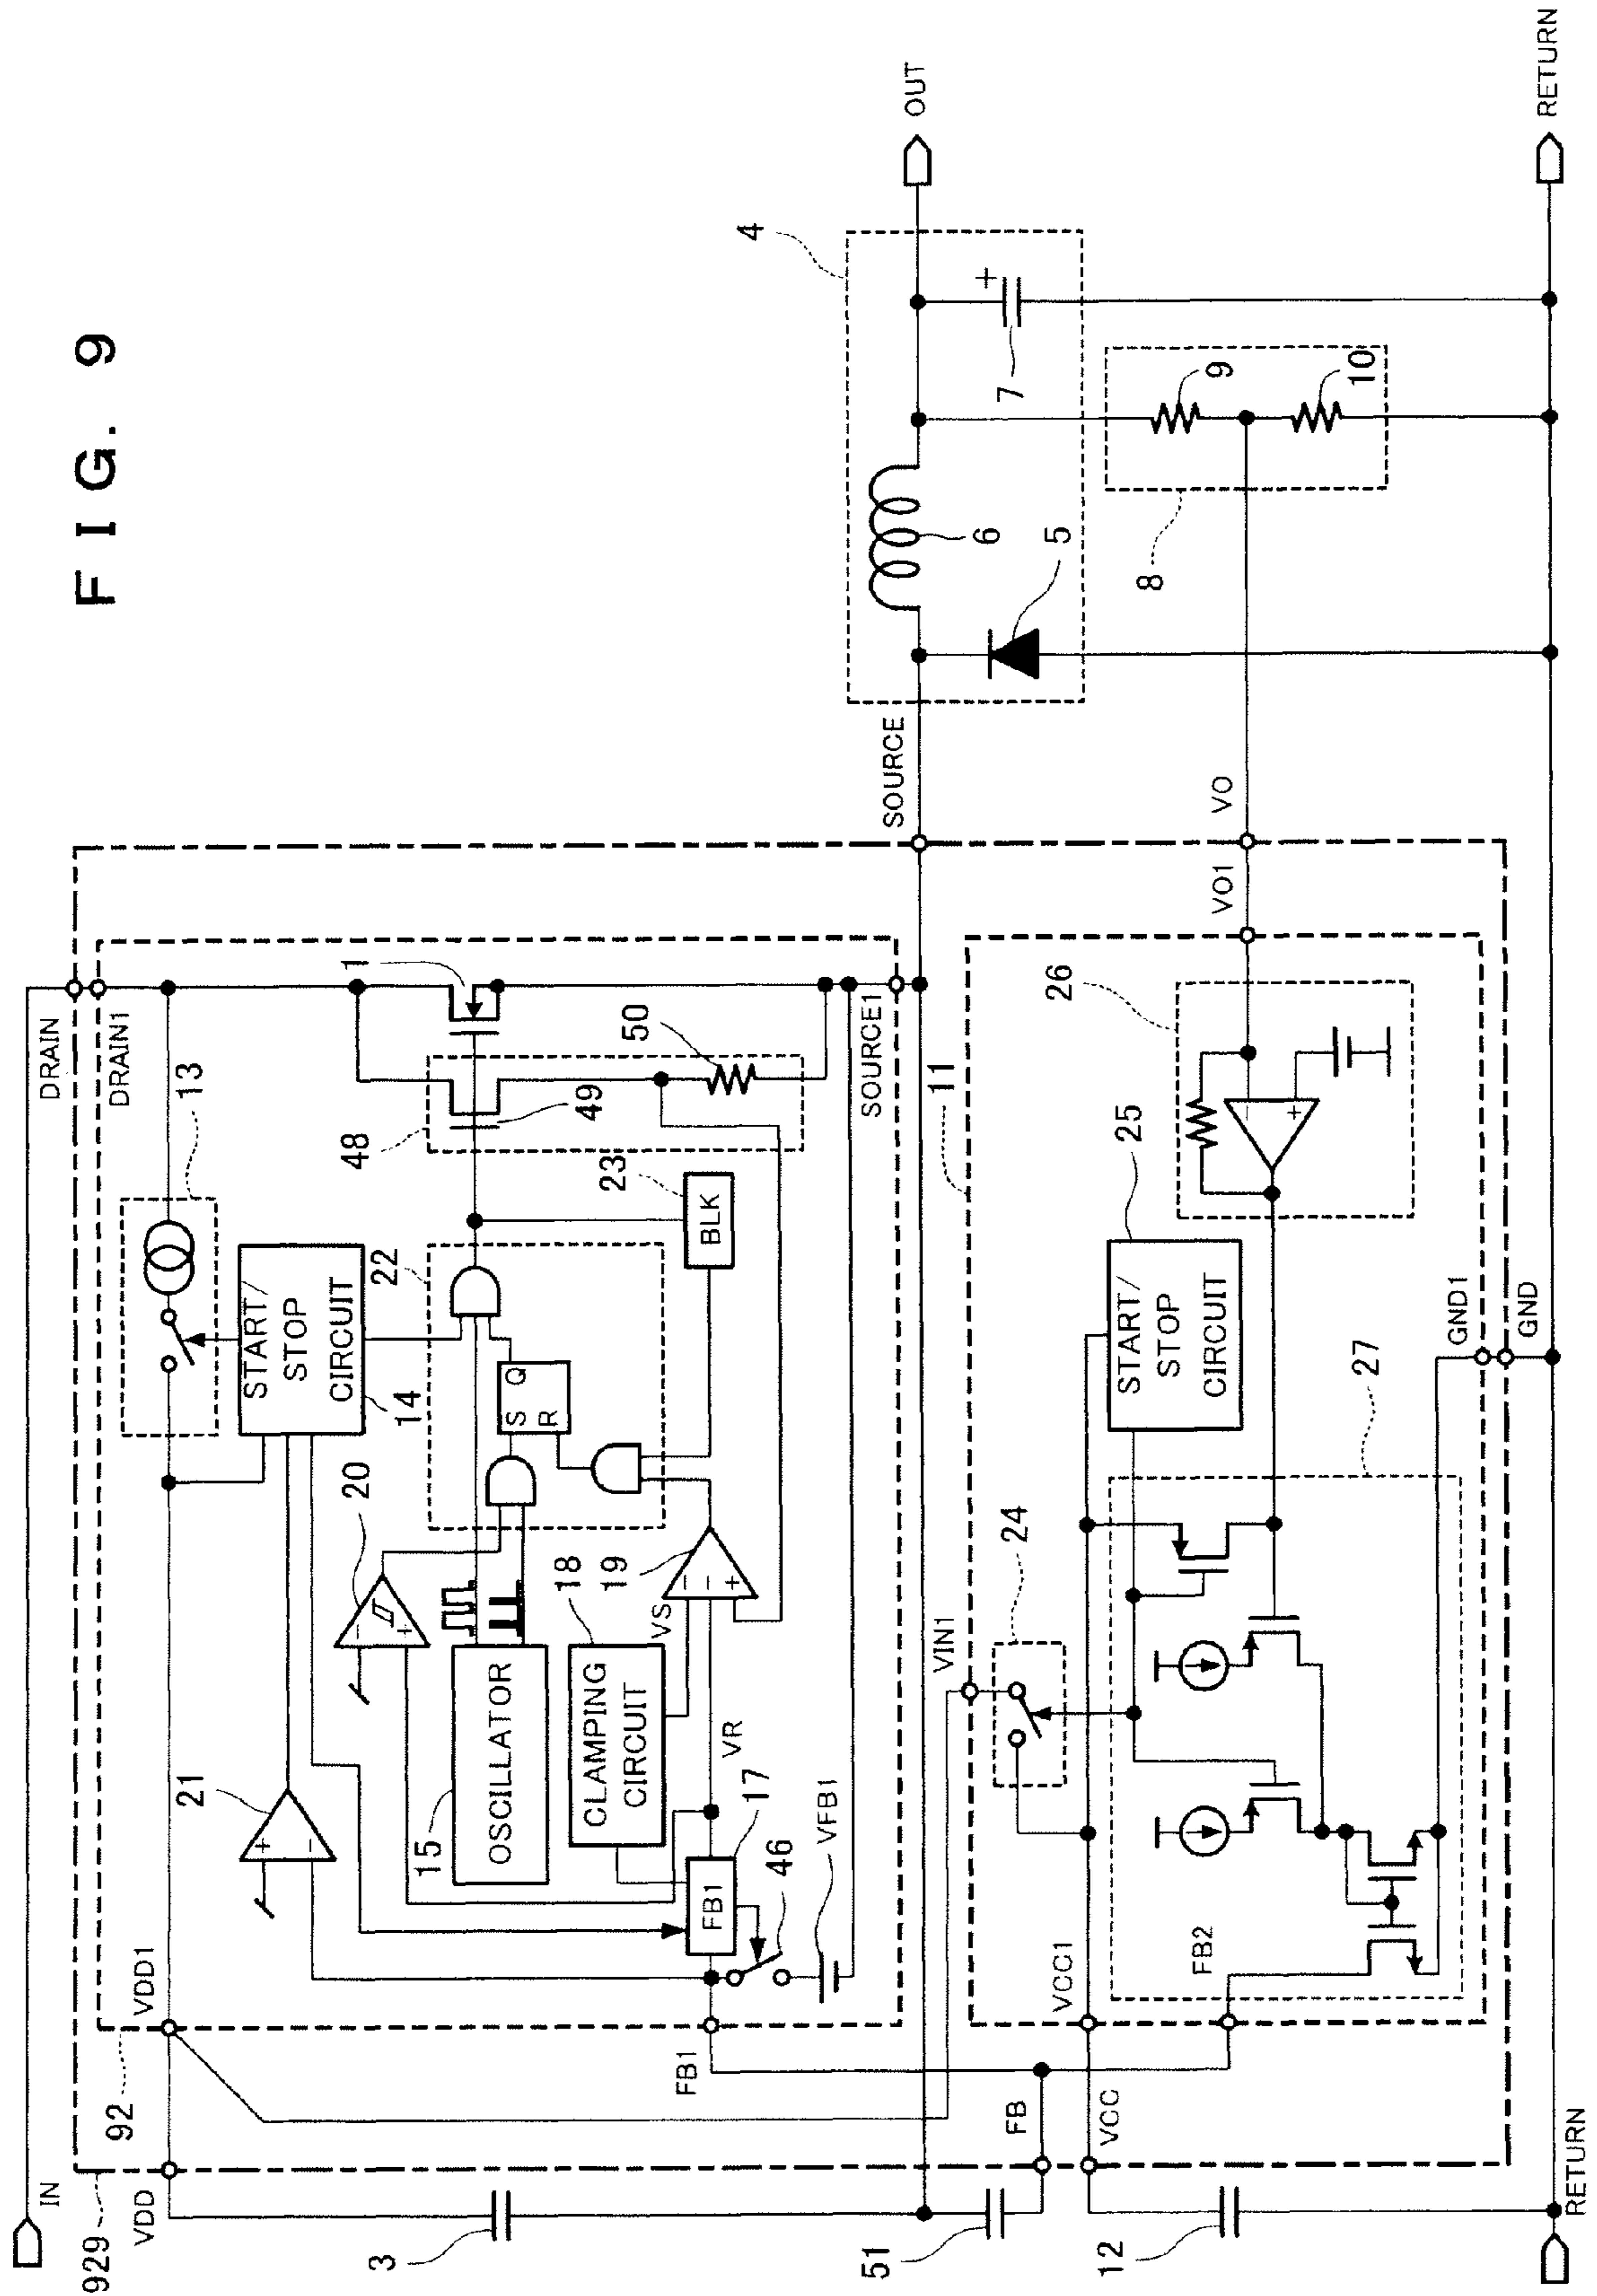 FIG. 9
IN
DRAIN
DRAIN1
929
92
VDD
VDD1
21
+
−
START/
STOP
CIRCUIT
14
13
20
−
+
15
OSCILLATOR
22
S
Q
R
48
49
1
50
CLAMPING
CIRCUIT
18
19
VS
−
−
+
VR
BLK
23
17
FB1
46
VFB1
FB1
SOURCE1
SOURCE
4
OUT
5
6
7
+
8
9
10
3
51
12
FB
VCC
VCC1
VIN1
24
11
START/
STOP
CIRCUIT
25
26
−
+
VO1
VO
FB2
27
GND1
GND
RETURN
RETURN